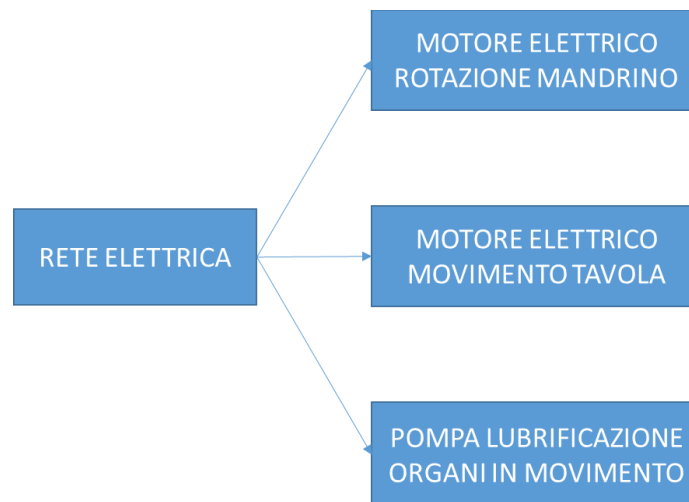 MOTORE ELETTRICO
ROTAZIONE MANDRINO
RETE ELETTRICA
MOTORE ELETTRICO
MOVIMENTO TAVOLA
POMPA LUBRIFICAZIONE
ORGANI IN MOVIMENTO